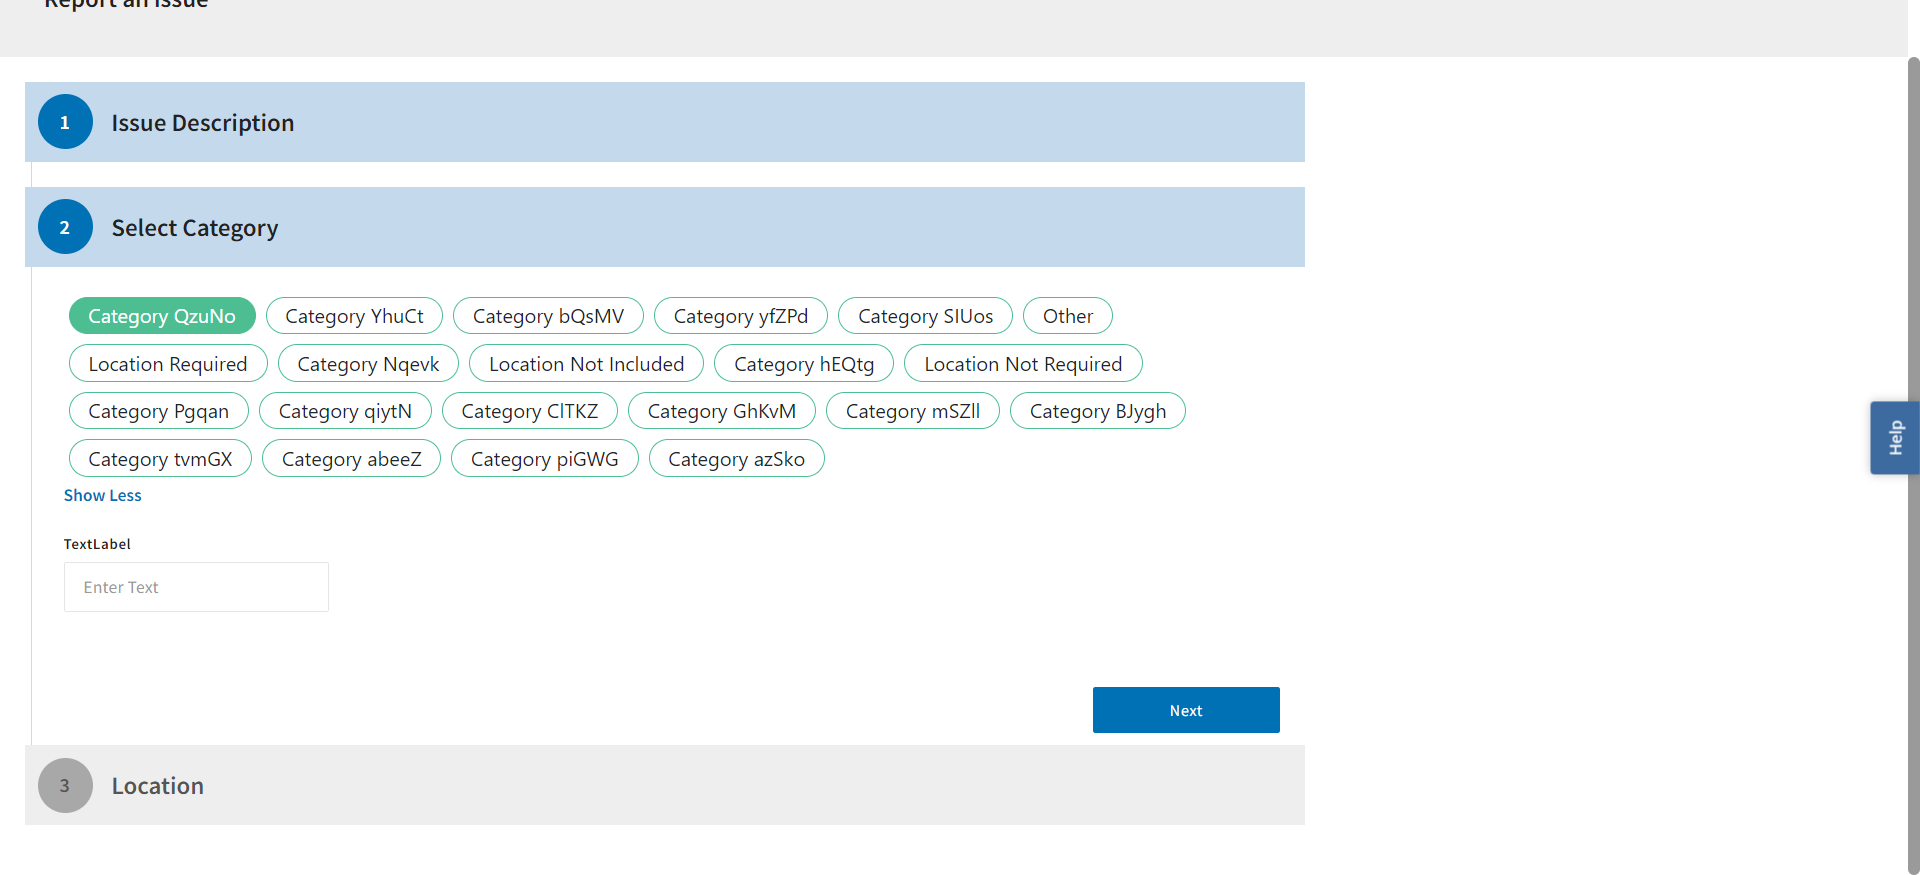 Report an Issue
1 Issue Description
2 Select Category
Category QzuNo Category YhuCt Category bQsMV Category yfZPd Category SIUos Other
Location Required Category Nqevk Location Not Included Category hEQtg Location Not Required
Category Pgqan Category qiytN Category ClTKZ Category GhKvM Category mSZll Category BJygh
Help
Category tvmGX Category abeeZ Category piGWG Category azSko
Show Less
TextLabel
Enter Text
Next
3 Location